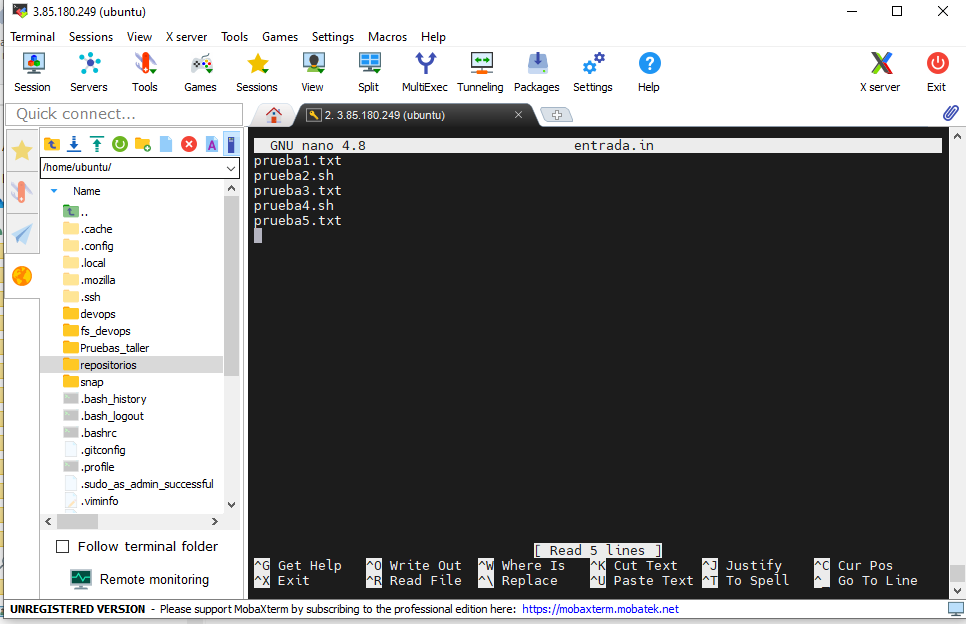 3.85.180.249 (ubuntu)
Terminal Sessions View X server Tools Games Settings Macros Help
Session Servers Tools Games Sessions View Split MultiExec Tunneling Packages Settings Help X server Exit
Quick connect...
2. 3.85.180.249 (ubuntu)
/home/ubuntu/
Name
..
.cache
.config
.local
.mozilla
.ssh
devops
fs_devops
Pruebas_taller
repositorios
snap
.bash_history
.bash_logout
.bashrc
.gitconfig
.profile
.sudo_as_admin_successful
.viminfo
Follow terminal folder
Remote monitoring
GNU nano 4.8 entrada.in
prueba1.txt
prueba2.sh
prueba3.txt
prueba4.sh
prueba5.txt
[ Read 5 lines ]
^G Get Help ^O Write Out ^W Where Is ^K Cut Text ^J Justify ^C Cur Pos
^X Exit ^R Read File ^\ Replace ^U Paste Text ^T To Spell ^_ Go To Line
UNREGISTERED VERSION - Please support MobaXterm by subscribing to the professional edition here: https://mobaxterm.mobatek.net